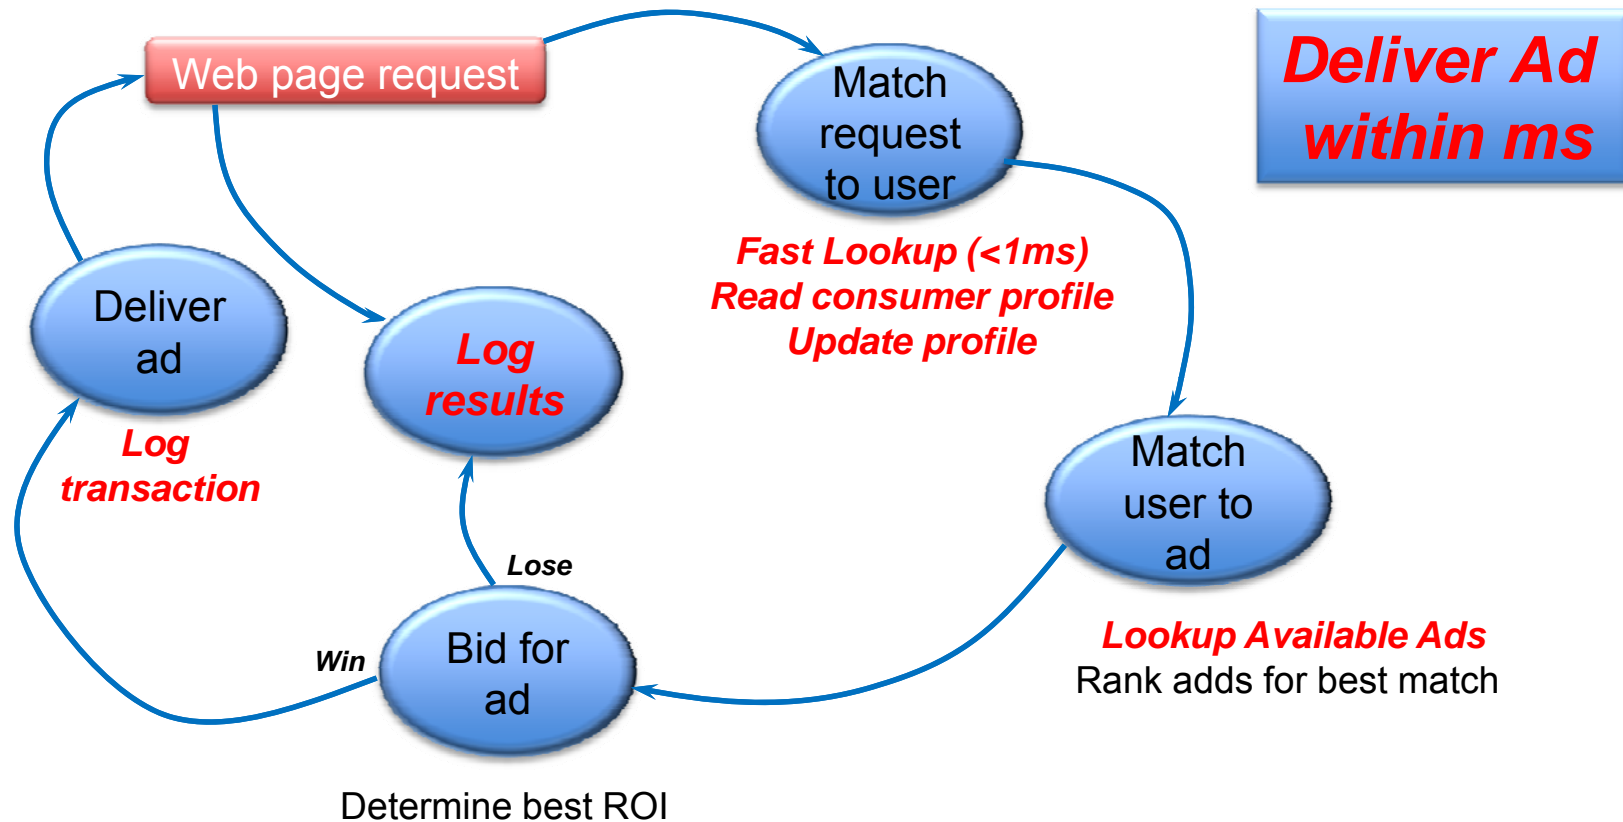 Web page request
Match
request
to user
Deliver Ad
within ms
Fast Lookup (<1ms)
Read consumer profile
Update profile
Deliver
ad
Log
results
Log
transaction
Match
user to
ad
Lose
Win
Bid for
ad
Lookup Available Ads
Rank adds for best match
Determine best ROI